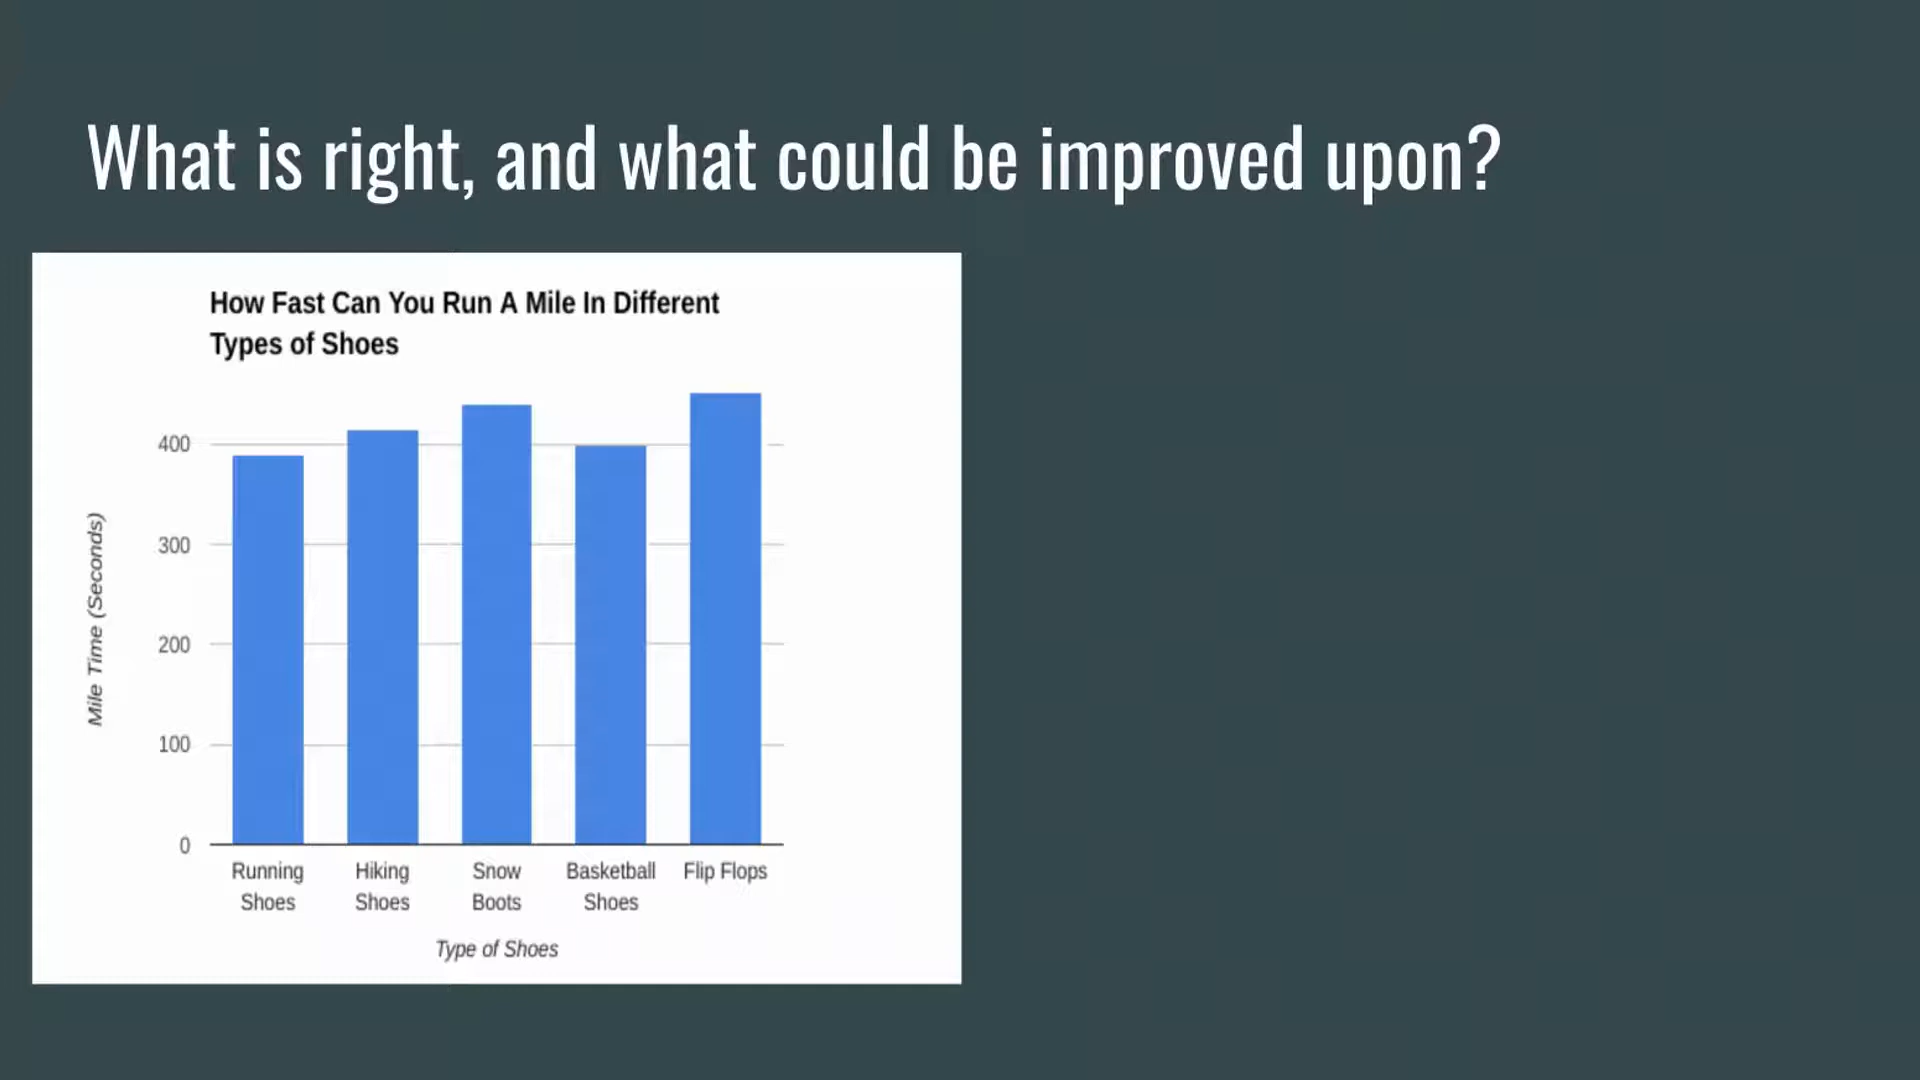 What is right, and what could be improved upon?
How Fast Can You Run A Mile In Different
Types of Shoes
Mile Time (Seconds)
400
300
200
100
0
Running
Shoes
Hiking
Shoes
Snow
Boots
Basketball
Shoes
Flip Flops
Type of Shoes